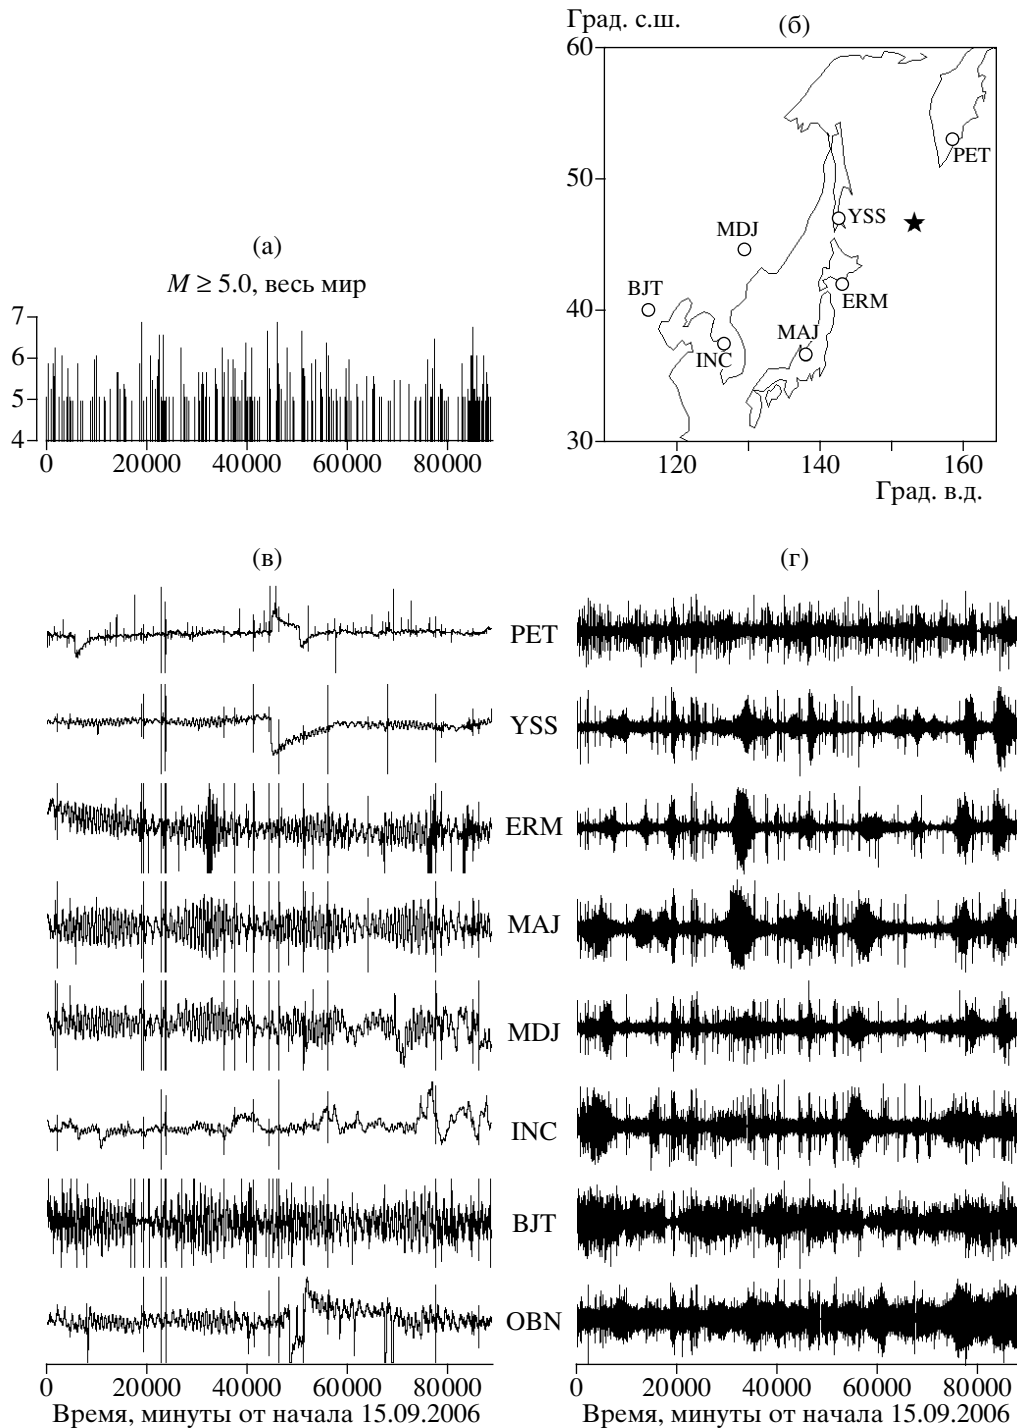 Град. с.ш.
(б)
60
50
40
30
PET
YSS
MDJ
BJT
ERM
MAJ
INC
120 140 160
Град. в.д.
(а)
M ≥ 5.0, весь мир
7
6
5
4
0 20000 40000 60000 80000
(в)
(г)
PET
YSS
ERM
MAJ
MDJ
INC
BJT
OBN
0 20000 40000 60000 80000
Время, минуты от начала 15.09.2006
0 20000 40000 60000 80000
Время, минуты от начала 15.09.2006